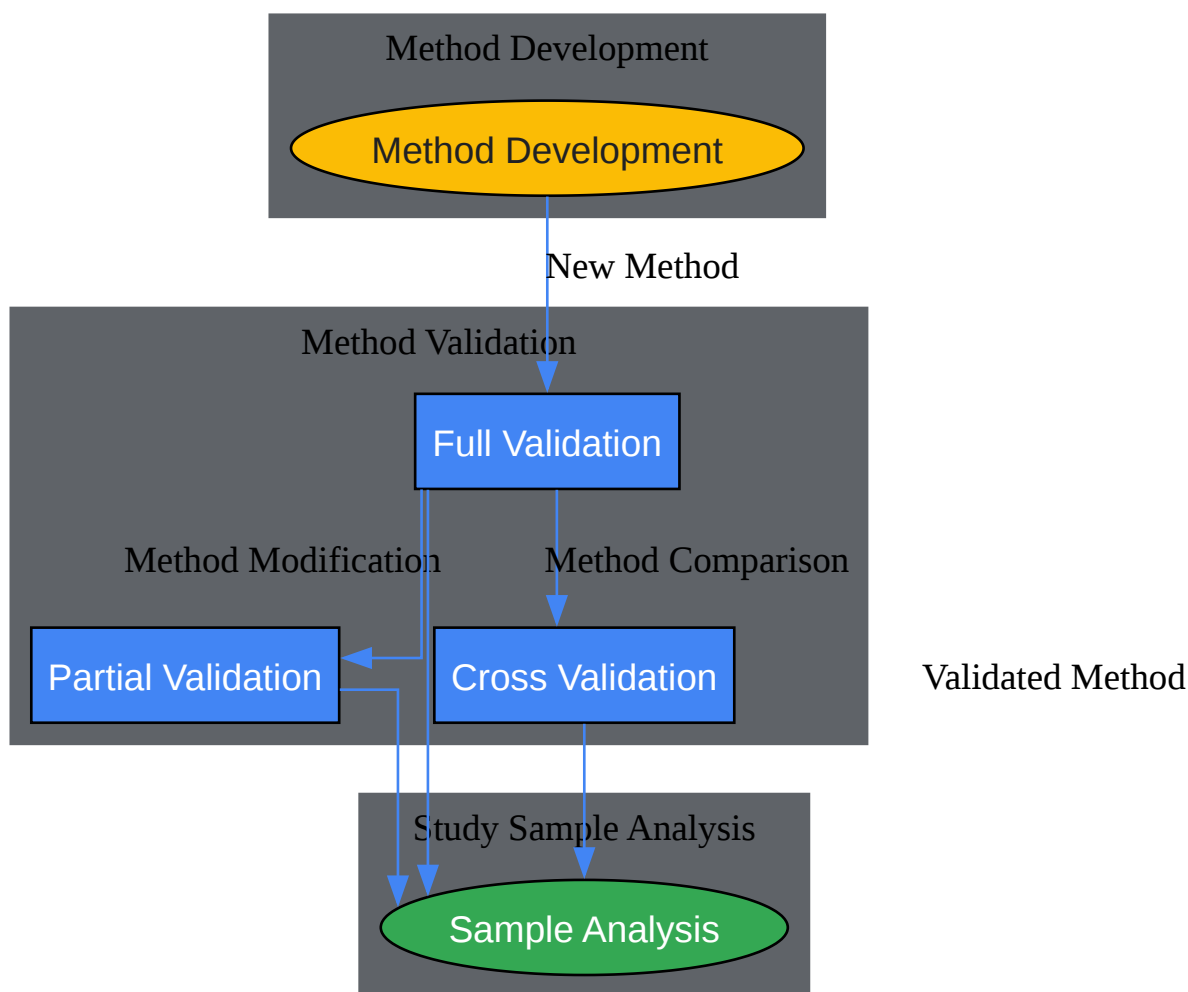 Method Development
Method Development
New Method
Method Validation
Full Validation
Method Modification
Method Comparison
Partial Validation
Cross Validation
Validated Method
Study Sample Analysis
Sample Analysis